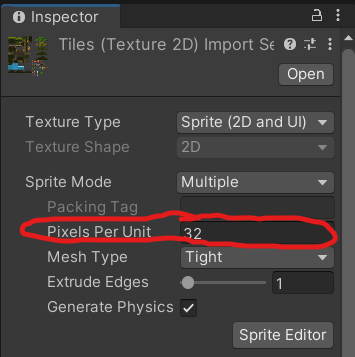 Inspector
Tiles (Texture 2D) Import Se
Open
Texture Type Sprite (2D and UI)
Texture Shape 2D
Sprite Mode Multiple
Packing Tag
Pixels Per Unit 32
Mesh Type Tight
Extrude Edges 1
Generate Physics
Sprite Editor